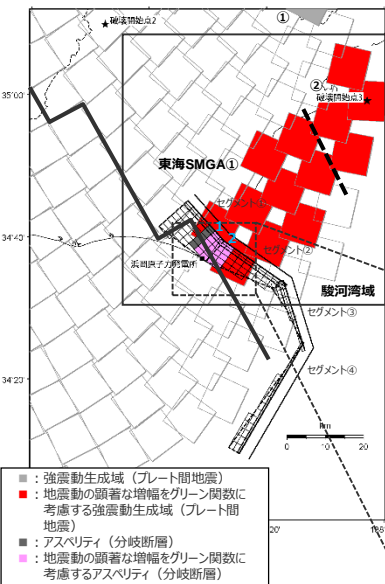 ①
★破壊開始点2
②
35°00′
破壊開始点3★
東海SMGA①
セグメント①
1
2
34°40′
セグメント②
浜岡原子力発電所
駿河湾域
セグメント③
34°20′
セグメント④
km
0 10 20
■：強震動生成域（プレート間地震）
■：地震動の顕著な増幅をグリーン関数に
考慮する強震動生成域（プレート間
地震）
■：アスペリティ（分岐断層）
■：地震動の顕著な増幅をグリーン関数に
考慮するアスペリティ（分岐断層）